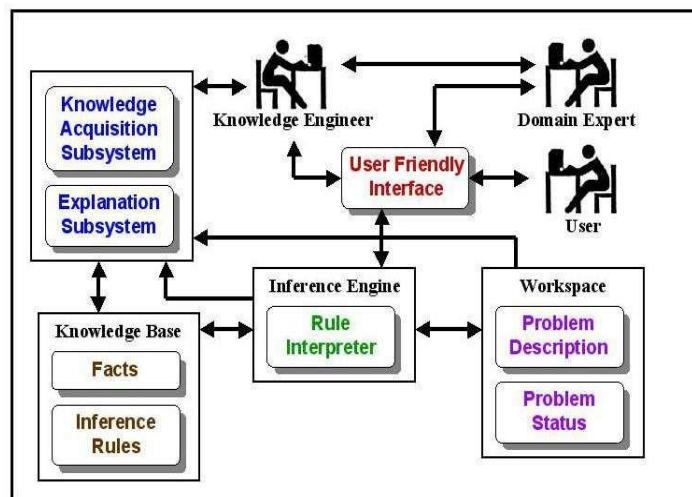 Knowledge
Acquisition
Subsystem
Explanation
Subsystem
Knowledge Engineer
Domain Expert
User Friendly
Interface
User
Inference Engine
Rule
Interpreter
Workspace
Problem
Description
Problem
Status
Knowledge Base
Facts
Inference
Rules